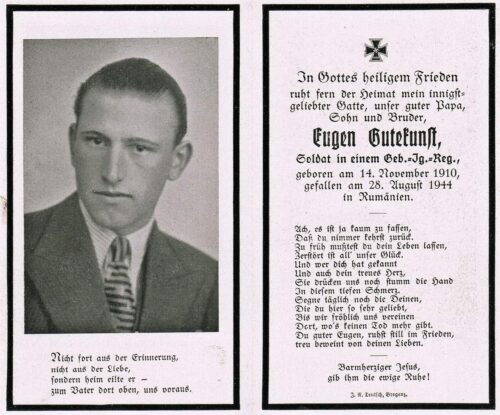 Nicht fort aus der Erinnerung,
nicht aus der Liebe,
sondern heim eilte er —
zum Vater dort oben, uns voraus.
In Gottes heiligem Frieden
ruht fern der Heimat mein innigst-
geliebter Gatte, unser guter Papa,
Sohn und Bruder,
Eugen Gutekunst,
Soldat in einem Geb.-Jg.-Reg.,
geboren am 14. November 1910,
gefallen am 28. August 1944
in Rumänien.
Ach, es ist ja kaum zu fassen,
Daß du nimmer kehrst zurück.
Zu früh mußtest du dein Leben lassen,
Zerstört ist all' unser Glück.
Und wer dich hat gekannt
Und auch dein treues Herz,
Sie drücken uns noch stumm die Hand
In diesem tiefen Schmerz.
Segne täglich noch die Deinen,
Die du hier so sehr geliebt,
Bis wir fröhlich uns vereinen
Dort, wo's keinen Tod mehr gibt.
Du guter Eugen, ruhst still im Frieden,
treu beweint von deinen Lieben.
Barmherziger Jesus,
gib ihm die ewige Ruhe!
J. N. Teutsch, Bregenz.